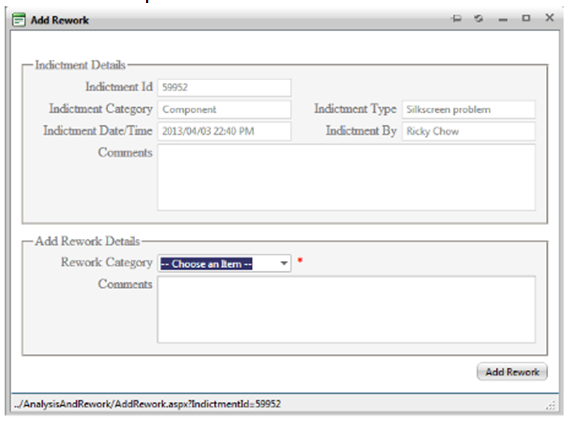 Add Rework
Indictment Details
Indictment Id 59952
Indictment Category Component Indictment Type Silkscreen problem
Indictment Date/Time 2013/04/03 22:40 PM Indictment By Ricky Chow
Comments
Add Rework Details
Rework Category -- Choose an Item -- *
Comments
Add Rework
../AnalysisAndRework/AddRework.aspx?IndictmentId=59952